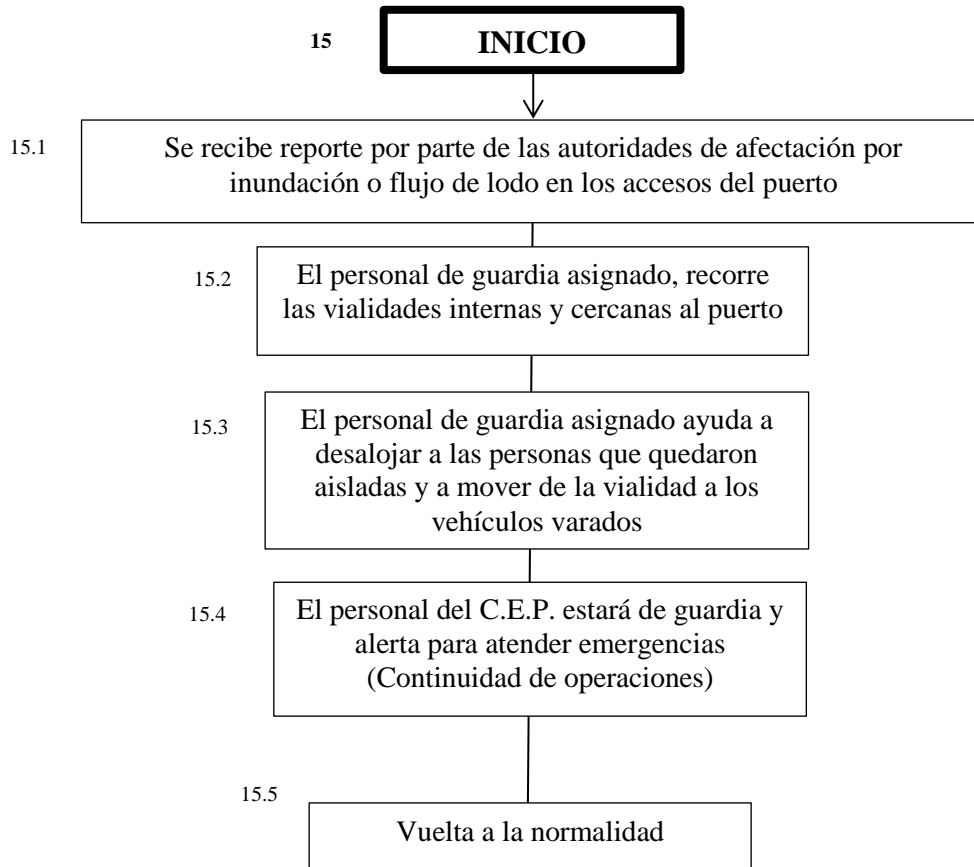 15
INICIO
15.1
Se recibe reporte por parte de las autoridades de afectación por
inundación o flujo de lodo en los accesos del puerto
15.2
El personal de guardia asignado, recorre
las vialidades internas y cercanas al puerto
15.3
El personal de guardia asignado ayuda a
desalojar a las personas que quedaron
aisladas y a mover de la vialidad a los
vehículos varados
15.4
El personal del C.E.P. estará de guardia y
alerta para atender emergencias
(Continuidad de operaciones)
15.5
Vuelta a la normalidad